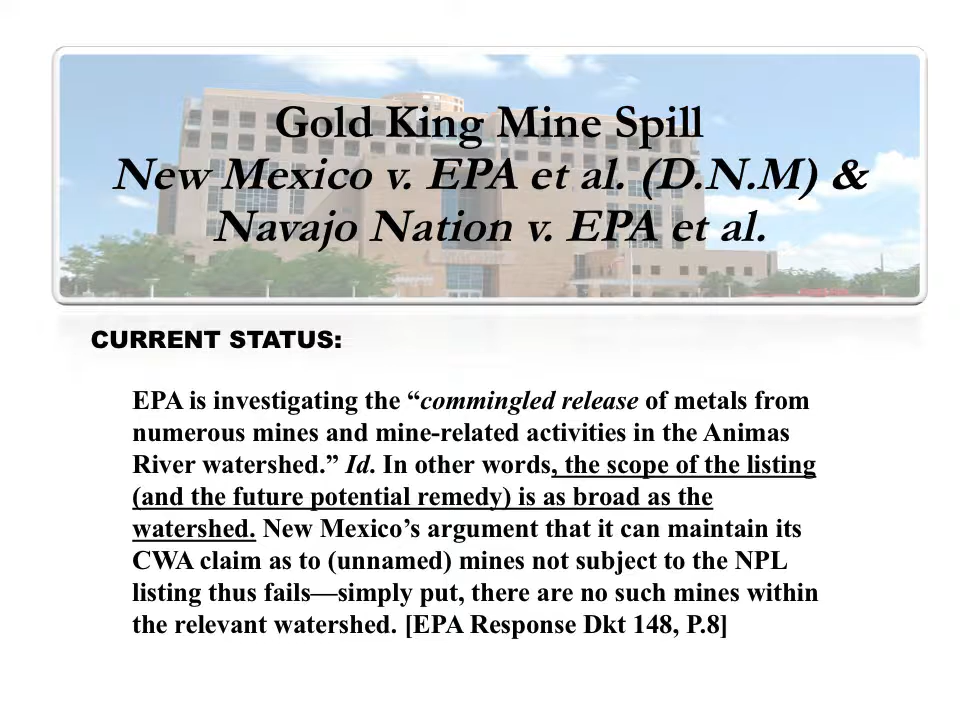 Gold King Mine Spill
New Mexico v. EPA et al. (D.N.M) &
Navajo Nation v. EPA et al.
CURRENT STATUS:
EPA is investigating the “commingled release of metals from
numerous mines and mine-related activities in the Animas
River watershed.” Id. In other words, the scope of the listing
(and the future potential remedy) is as broad as the
watershed. New Mexico’s argument that it can maintain its
CWA claim as to (unnamed) mines not subject to the NPL
listing thus fails—simply put, there are no such mines within
the relevant watershed. [EPA Response Dkt 148, P.8]